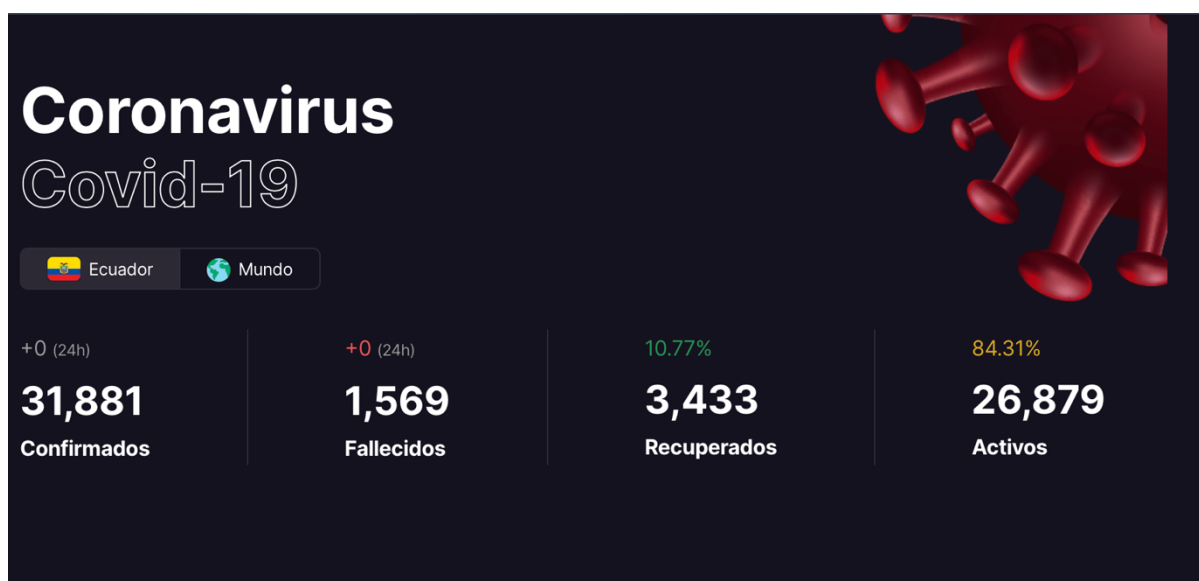 Coronavirus
Covid-19
Ecuador Mundo
+0 (24h)
31,881
Confirmados
+0 (24h)
1,569
Fallecidos
10.77%
3,433
Recuperados
84.31%
26,879
Activos